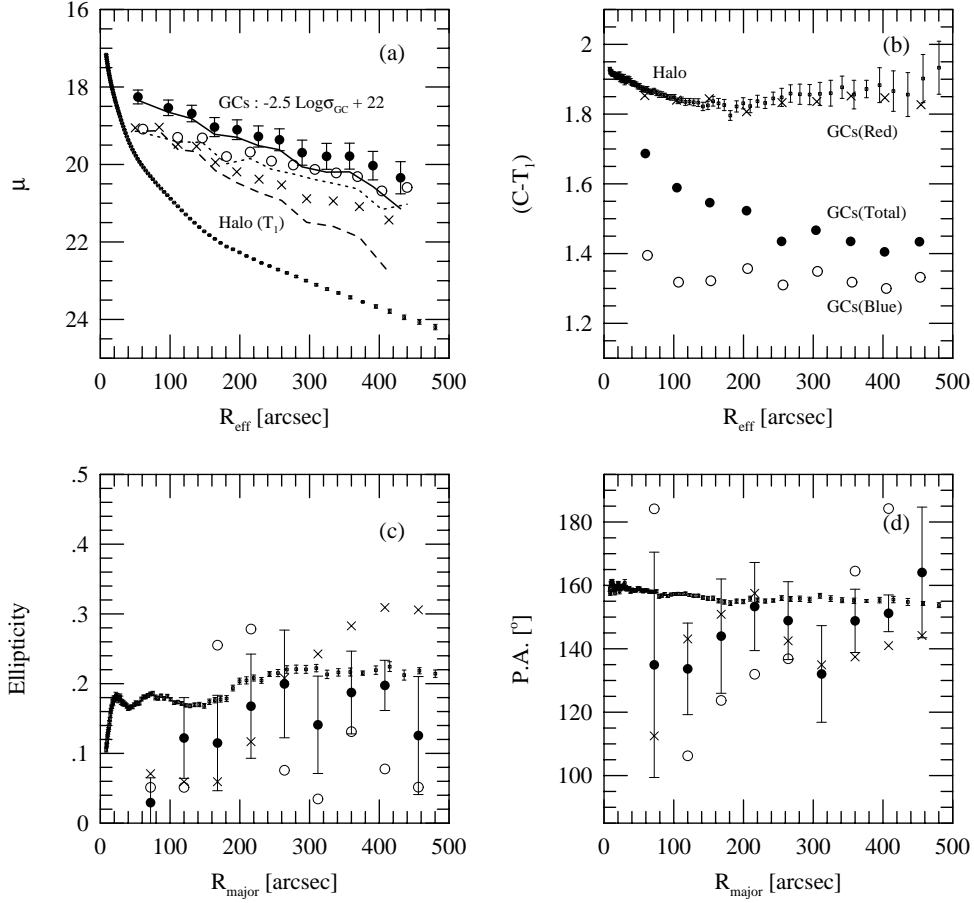 16
18
20
22
24
μ
(a)
GCs : -2.5 Logσ_GC + 22
Halo (T_1)
0 100 200 300 400 500
R_eff [arcsec]
2
1.8
1.6
1.4
1.2
(C-T_1)
(b)
Halo
GCs(Red)
GCs(Total)
GCs(Blue)
0 100 200 300 400 500
R_eff [arcsec]
.5
.4
.3
.2
.1
0
Ellipticity
(c)
0 100 200 300 400 500
R_major [arcsec]
180
160
140
120
100
P.A. [°]
(d)
0 100 200 300 400 500
R_major [arcsec]